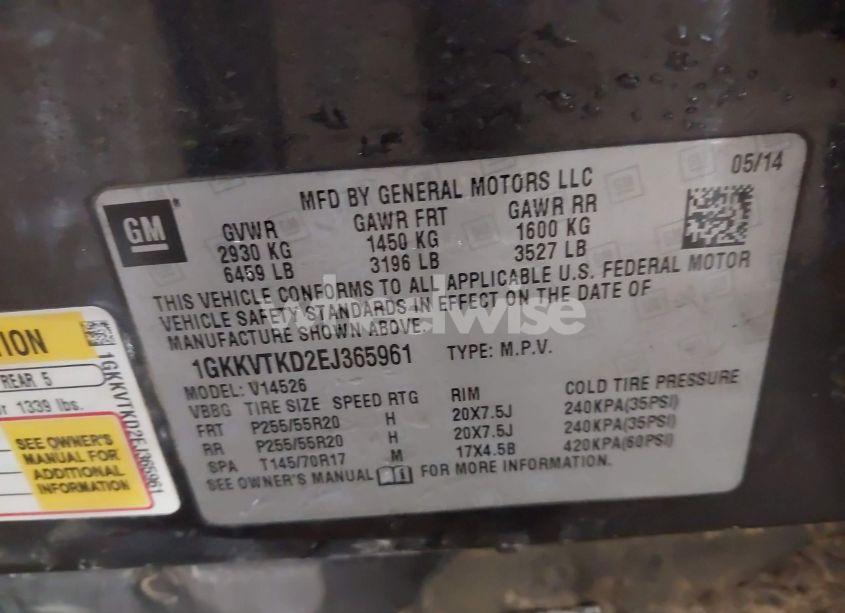 05/14
MFD BY GENERAL MOTORS LLC
GM
GVWR GAWR FRT GAWR RR
2930 KG 1450 KG 1600 KG
6459 LB 3196 LB 3527 LB
THIS VEHICLE CONFORMS TO ALL APPLICABLE U.S. FEDERAL MOTOR
VEHICLE SAFETY STANDARDS IN EFFECT ON THE DATE OF
MANUFACTURE SHOWN ABOVE.
1GKKVTKD2EJ365961 TYPE: M.P.V.
MODEL: V14526
VBBG TIRE SIZE SPEED RTG RIM COLD TIRE PRESSURE
FRT P255/55R20 H 20X7.5J 240KPA(35PSI)
RR P255/55R20 H 20X7.5J 240KPA(35PSI)
SPA T145/70R17 M 17X4.5B 420KPA(60PSI)
SEE OWNER'S MANUAL FOR MORE INFORMATION.
REAR 5
1339 lbs.
SEE OWNER'S
MANUAL FOR
ADDITIONAL
INFORMATION
1GKKVTKD2EJ365961
wheelwise